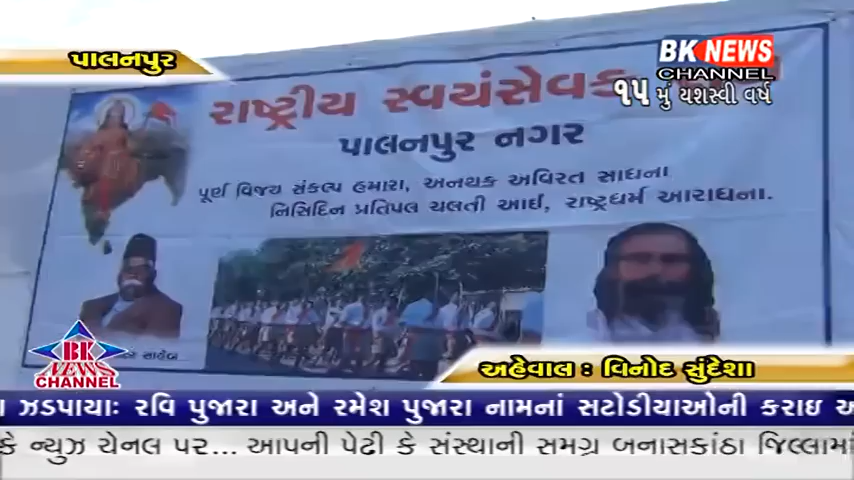 પાલનપુર
BK NEWS
CHANNEL
૧૫ મું યશસ્વી વર્ષ
રાષ્ટ્રીય સ્વયંસેવક
પાલનપુર નગર
પૂર્ણ વિજય સંકલ્પ હમારા, અનથક અવિરત સાધના
નિસિદિન પ્રતિપલ ચલતી આઈ, રાષ્ટ્રધર્મ આરાધના.
સાહેબ
BK
NEWS
CHANNEL
અહેવાલ : વિનોદ સુંદેશા
ઝડપાયાઃ રવિ પુજારા અને રમેશ પુજારા નામનાં સટોડીયાઓની કરાઇ
કે ન્યુઝ ચેનલ પર... આપની પેઢી કે સંસ્થાની સમગ્ર બનાસકાંઠા જિલ્લામાં